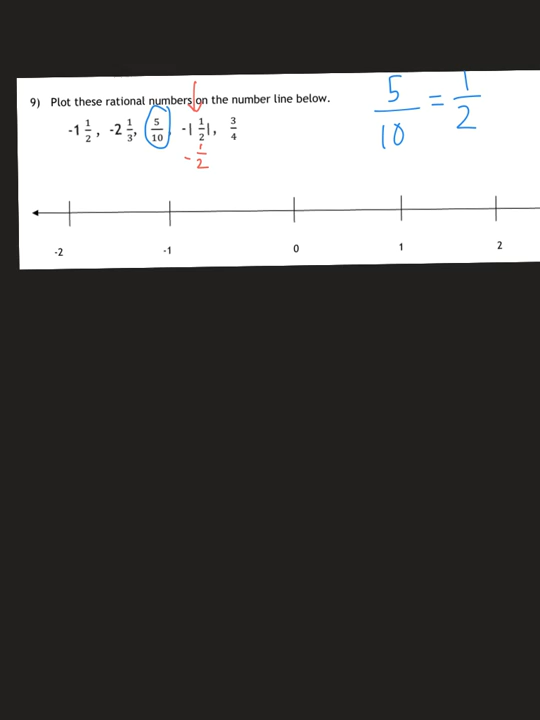 9) Plot these rational numbers on the number line below.
-1 1/2, -2 1/3, 5/10, -|1/2|, 3/4
-1/2
5/10 = 1/2
-2 -1 0 1 2